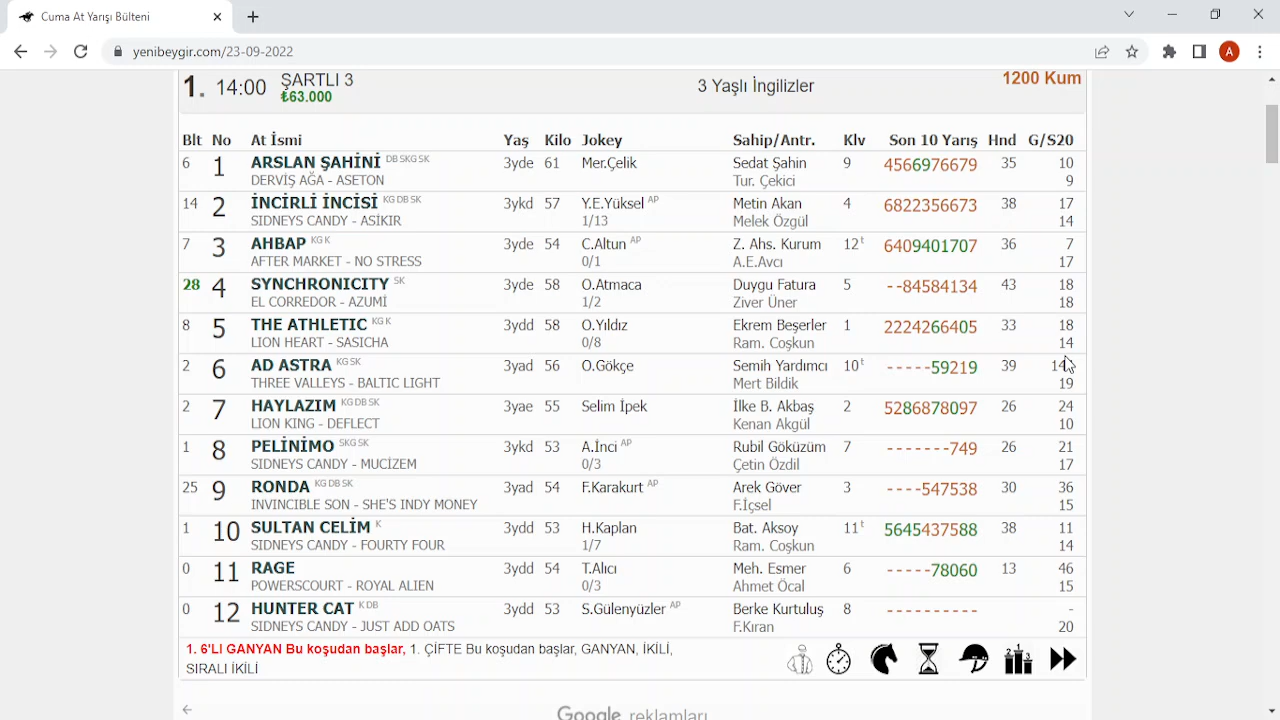 Cuma At Yarışı Bülteni
yenibeygir.com/23-09-2022
A
1. 14:00 ŞARTLI 3 3 Yaşlı İngilizler 1200 Kum
₺63.000
Blt No At İsmi Yaş Kilo Jokey Sahip/Antr. Klv Son 10 Yarış Hnd G/S20
6 1 ARSLAN ŞAHİNİ DB SKG SK 3yde 61 Mer.Çelik Sedat Şahin 9 4566976679 35 10
DERVİŞ AĞA - ASETON Tur. Çekici 9
14 2 İNCİRLİ İNCİSİ KG DB SK 3ykd 57 Y.E.Yüksel AP Metin Akan 4 6822356673 38 17
SIDNEYS CANDY - ASİKIR 1/13 Melek Özgül 14
7 3 AHBAP KG K 3yde 54 C.Altun AP Z. Ahs. Kurum 12t 6409401707 36 7
AFTER MARKET - NO STRESS 0/1 A.E.Avcı 17
28 4 SYNCHRONICITY SK 3yde 58 O.Atmaca Duygu Fatura 5 --84584134 43 18
EL CORREDOR - AZUMİ 1/2 Ziver Üner 18
8 5 THE ATHLETIC KG K 3ydd 58 O.Yıldız Ekrem Beşerler 1 2224266405 33 18
LION HEART - SASICHA 0/8 Ram. Coşkun 14
2 6 AD ASTRA KG SK 3yad 56 O.Gökçe Semih Yardımcı 10t -----59219 39 14
THREE VALLEYS - BALTIC LIGHT Mert Bildik 19
2 7 HAYLAZIM KG DB SK 3yae 55 Selim İpek İlke B. Akbaş 2 5286878097 26 24
LION KING - DEFLECT Kenan Akgül 10
1 8 PELİNİMO SKG SK 3ykd 53 A.İnci AP Rubil Göküzüm 7 -------749 26 21
SIDNEYS CANDY - MUCİZEM 0/3 Çetin Özdil 17
25 9 RONDA KG DB SK 3yad 54 F.Karakurt AP Arek Göver 3 ----547538 30 36
INVINCIBLE SON - SHE'S INDY MONEY F.İçsel 15
1 10 SULTAN CELİM K 3ydd 53 H.Kaplan Bat. Aksoy 11t 5645437588 38 11
SIDNEYS CANDY - FOURTY FOUR 1/7 Ram. Coşkun 14
0 11 RAGE 3ydd 54 T.Alıcı Meh. Esmer 6 -----78060 13 46
POWERSCOURT - ROYAL ALIEN 0/3 Ahmet Öcal 15
0 12 HUNTER CAT K DB 3ydd 53 S.Gülenyüzler AP Berke Kurtuluş 8 ---------- -
SIDNEYS CANDY - JUST ADD OATS F.Kıran 20
1. 6'LI GANYAN Bu koşudan başlar, 1. ÇİFTE Bu koşudan başlar, GANYAN, İKİLİ,
SIRALI İKİLİ
Google reklamları